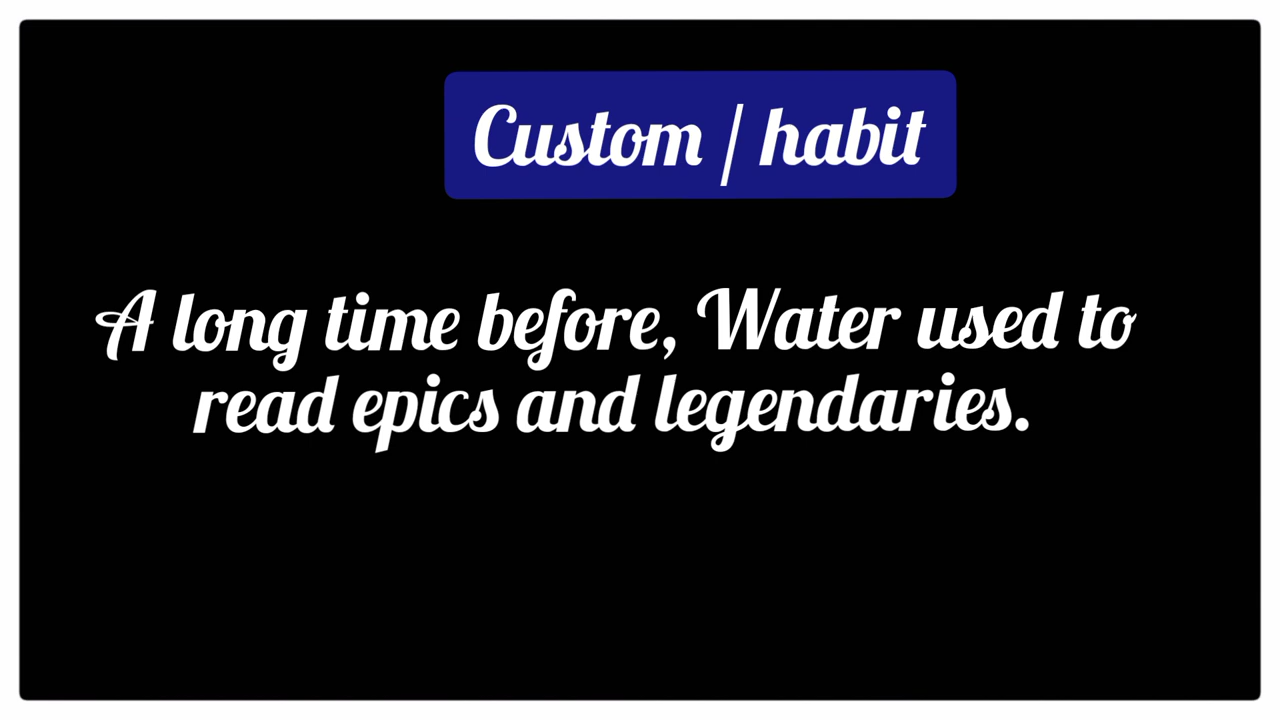 Custom / habit
A long time before, Water used to
read epics and legendaries.